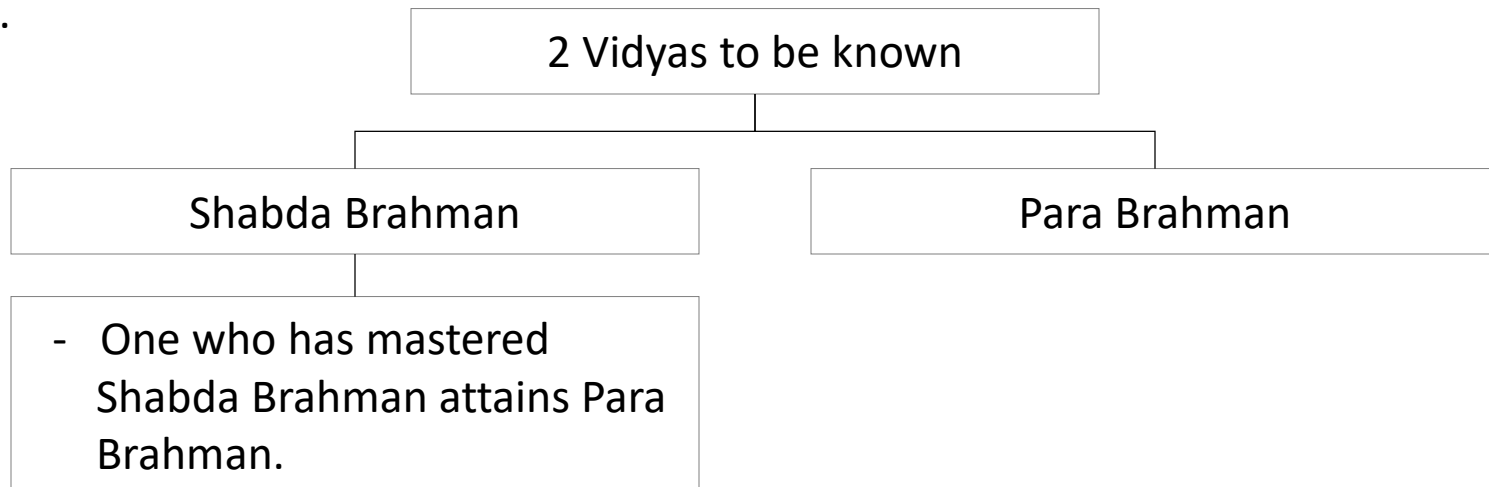 .
2 Vidyas to be known
Shabda Brahman
Para Brahman
- One who has mastered
Shabda Brahman attains Para
Brahman.